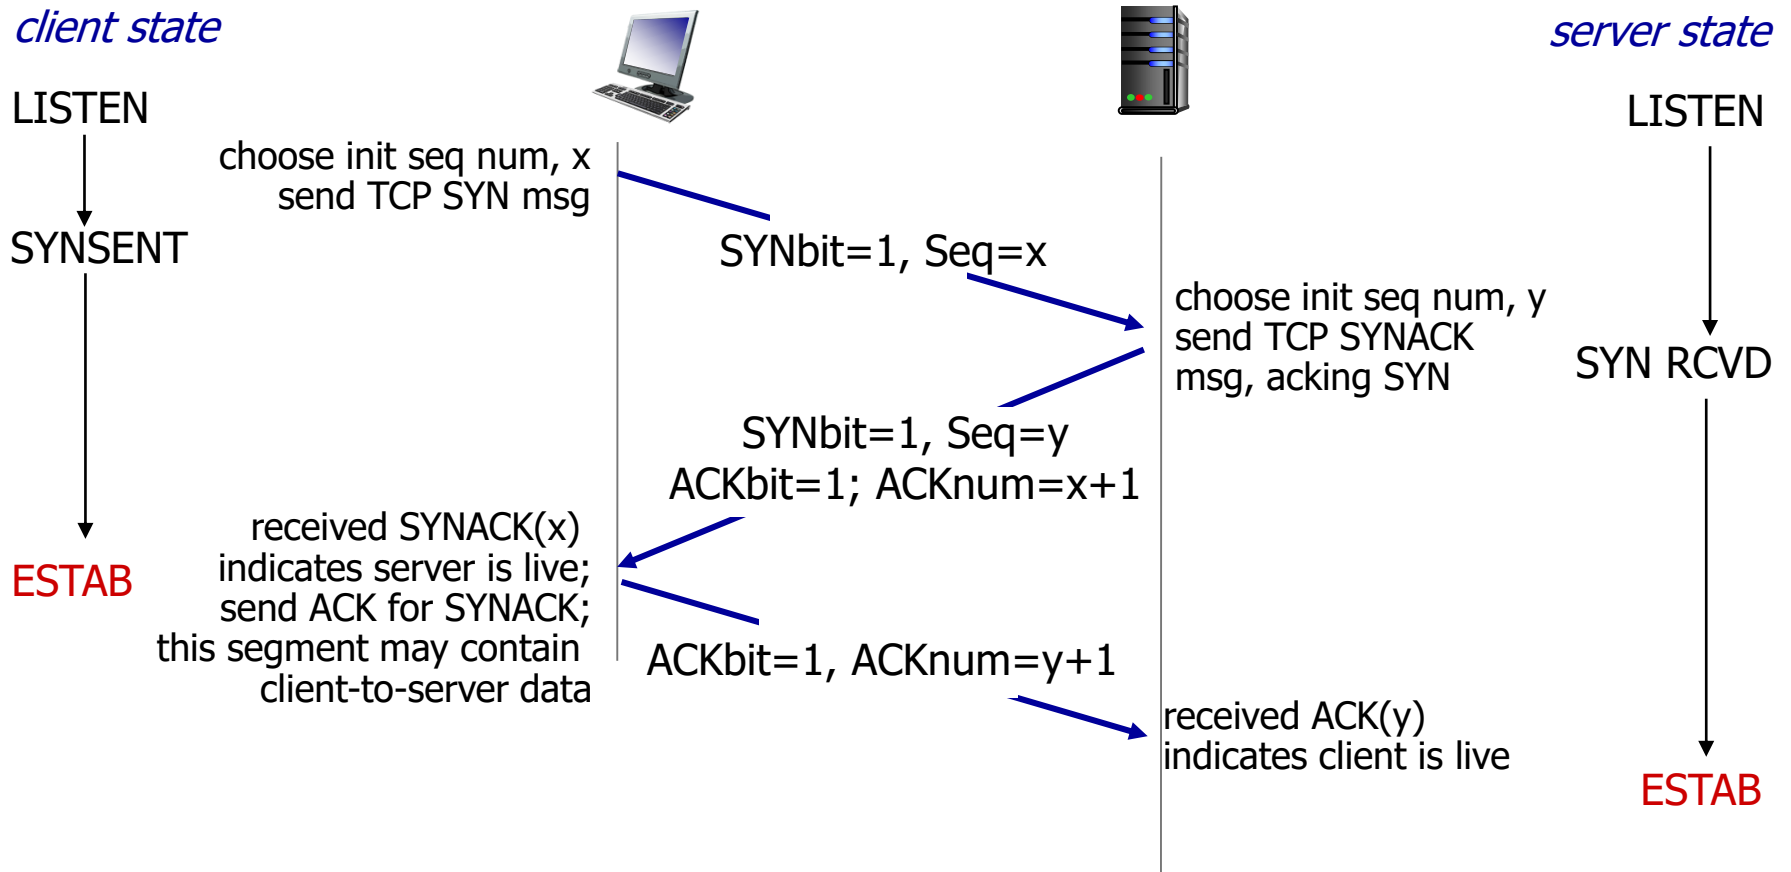 client state
server state
LISTEN
LISTEN
choose init seq num, x
send TCP SYN msg
SYNSENT
SYNbit=1, Seq=x
choose init seq num, y
send TCP SYNACK
msg, acking SYN
SYN RCVD
SYNbit=1, Seq=y
ACKbit=1; ACKnum=x+1
received SYNACK(x)
indicates server is live;
send ACK for SYNACK;
this segment may contain
client-to-server data
ESTAB
ACKbit=1, ACKnum=y+1
received ACK(y)
indicates client is live
ESTAB